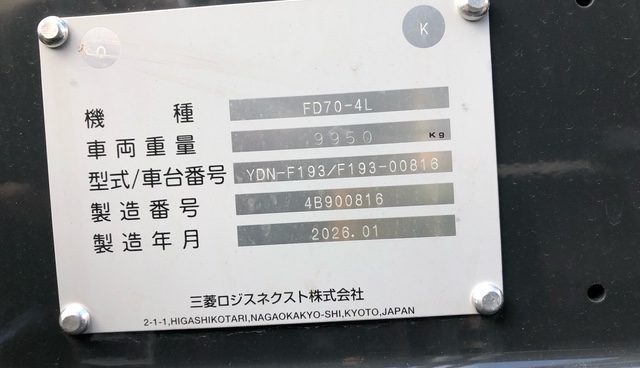 K
機種 FD70-4L
車両重量 9950 Kg
型式/車台番号 YDN-F193/F193-00816
製造番号 4B900816
製造年月 2026.01
三菱ロジスネクスト株式会社
2-1-1,HIGASHIKOTARI,NAGAOKAKYO-SHI,KYOTO,JAPAN